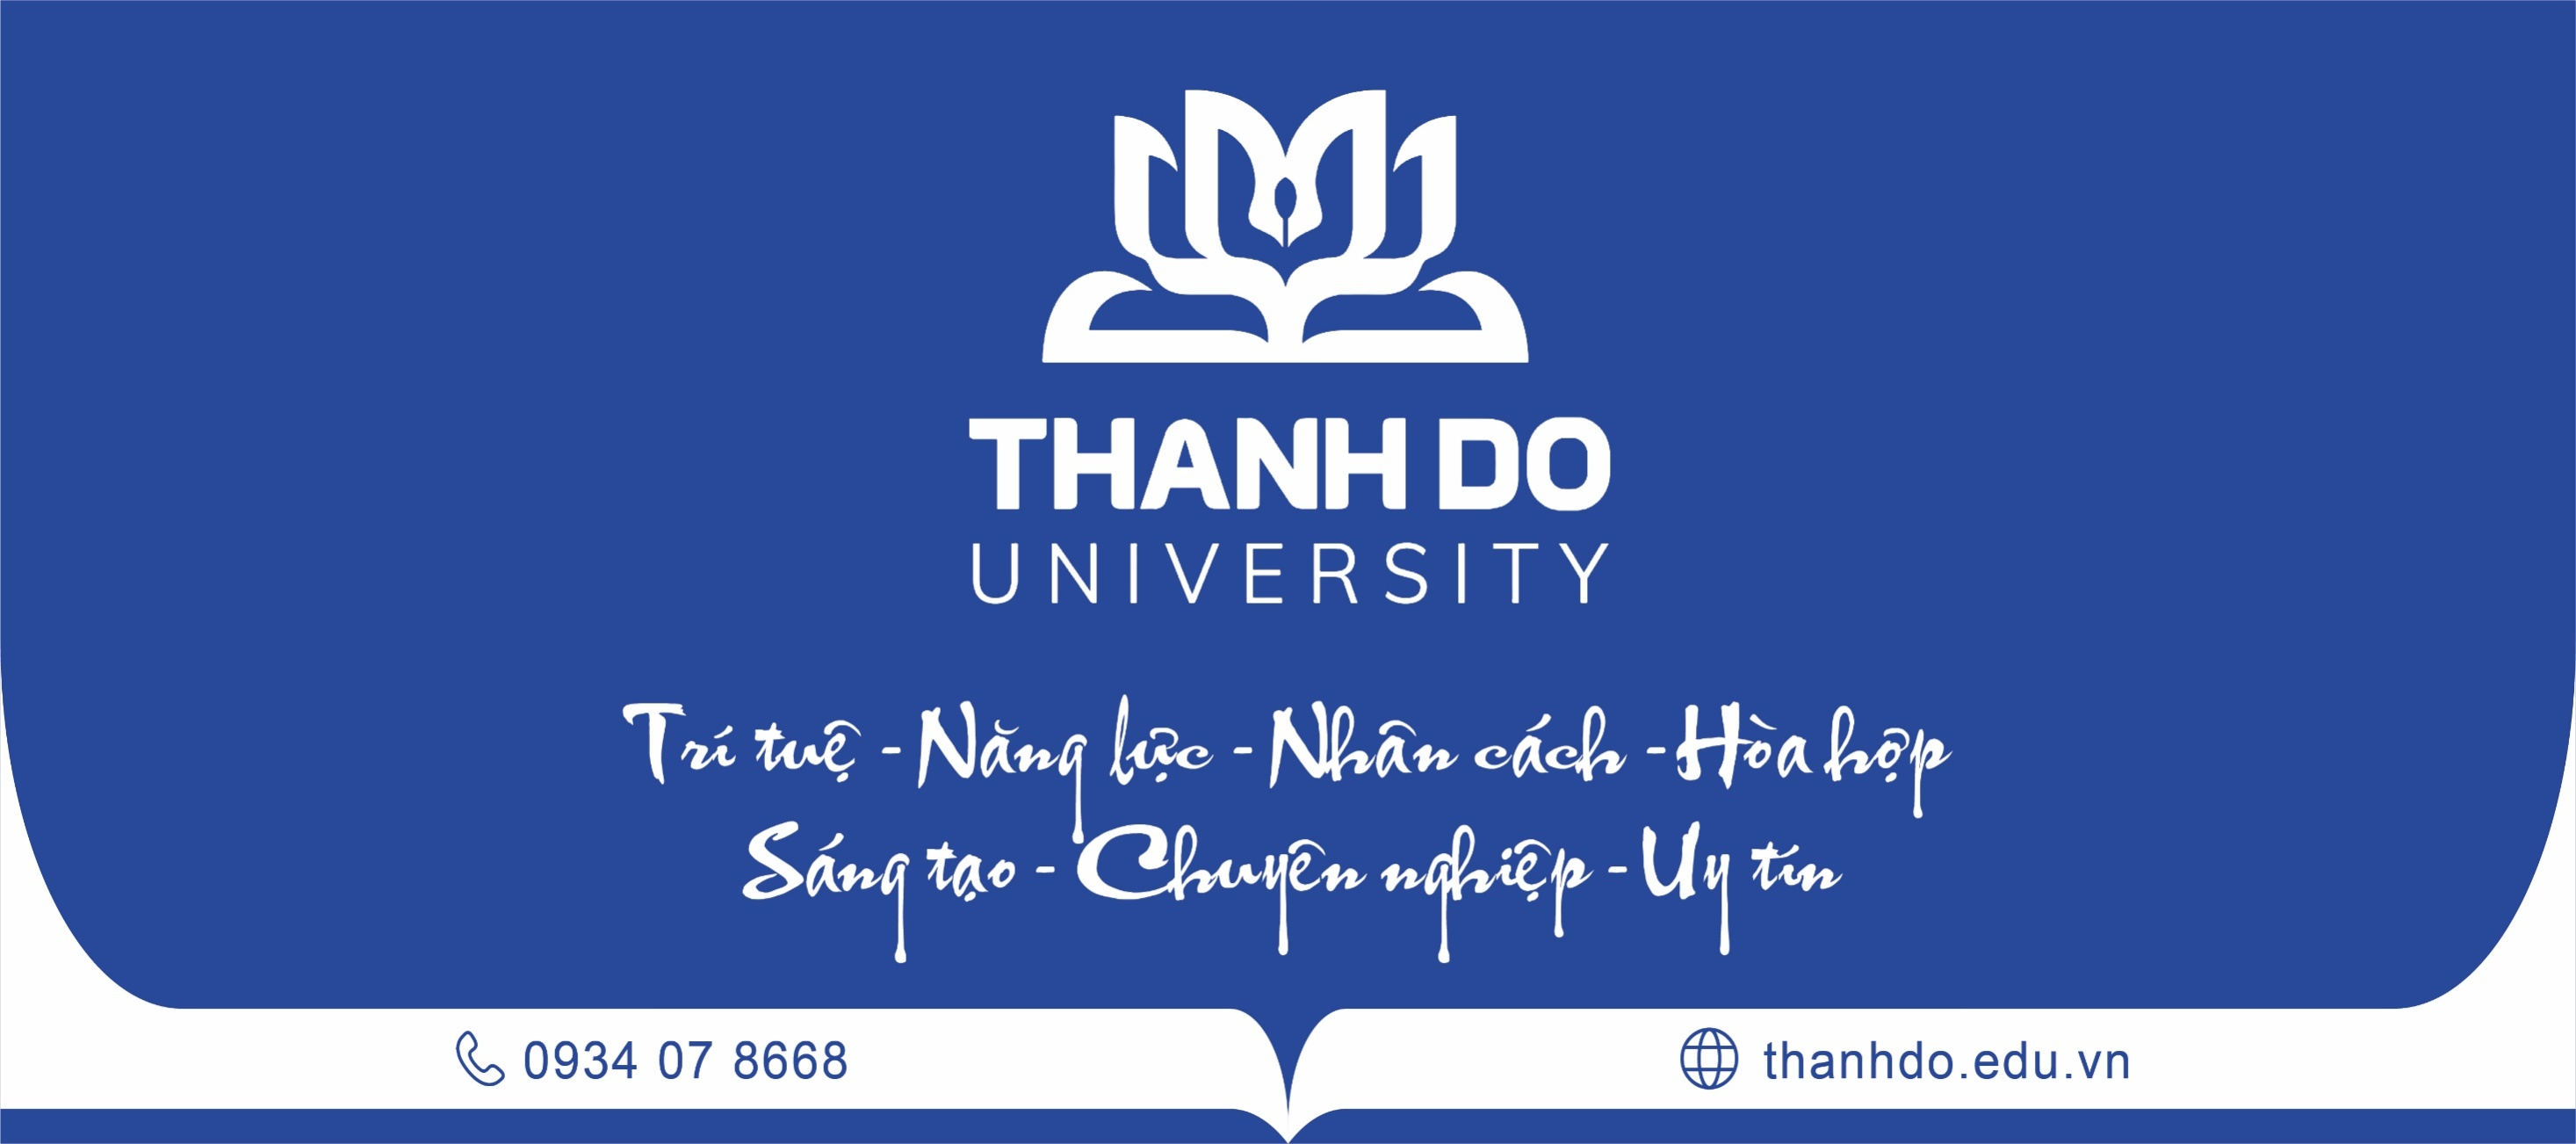 THANH DO
UNIVERSITY
Trí tuệ - Năng lực - Nhân cách - Hòa hợp
Sáng tạo - Chuyên nghiệp - Uy tín
0934 07 8668
thanhdo.edu.vn